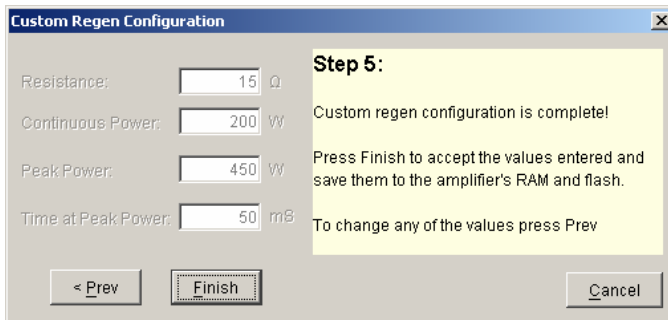 Custom Regen Configuration
Resistance: 15 Ω
Continuous Power: 200 W
Peak Power: 450 W
Time at Peak Power: 50 mS
Step 5:
Custom regen configuration is complete!
Press Finish to accept the values entered and
save them to the amplifier's RAM and flash.
To change any of the values press Prev
< Prev
Finish
Cancel